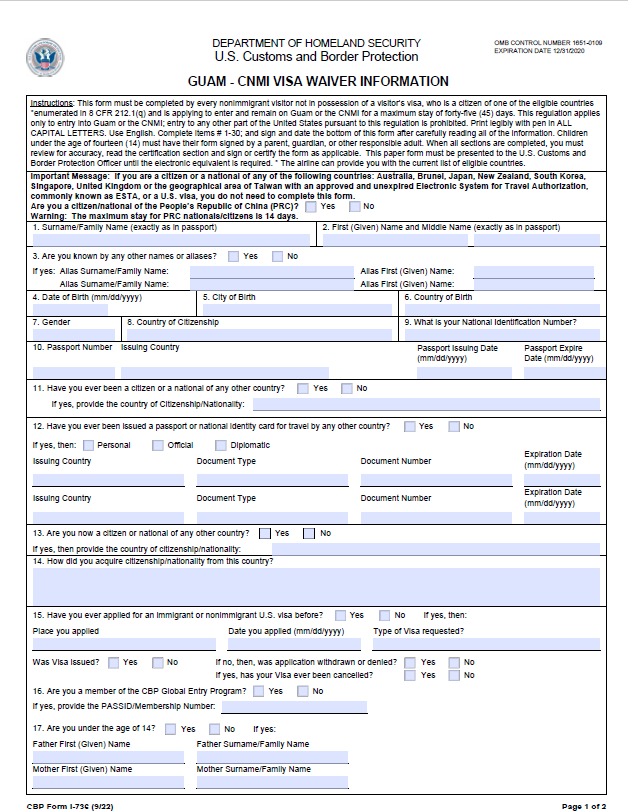 DEPARTMENT OF HOMELAND SECURITY
U.S. Customs and Border Protection
OMB CONTROL NUMBER 1651-0109
EXPIRATION DATE 12/31/2020
GUAM - CNMI VISA WAIVER INFORMATION
Instructions: This form must be completed by every nonimmigrant visitor not in possession of a visitor's visa, who is a citizen of one of the eligible countries
*enumerated in 8 CFR 212.1(q) and is applying to enter and remain on Guam or the CNMI for a maximum stay of forty-five (45) days. This regulation applies
only to entry into Guam or the CNMI; entry to any other part of the United States pursuant to this regulation is prohibited. Print legibly with pen in ALL
CAPITAL LETTERS. Use English. Complete items # 1-30; and sign and date the bottom of this form after carefully reading all of the information. Children
under the age of fourteen (14) must have their form signed by a parent, guardian, or other responsible adult. When all sections are completed, you must
review for accuracy, read the certification section and sign or certify the form as applicable. This paper form must be presented to the U.S. Customs and
Border Protection Officer until the electronic equivalent is required. * The airline can provide you with the current list of eligible countries.
Important Message: If you are a citizen or national of any of the following countries: Australia, Brunei, Japan, New Zealand, South Korea,
Singapore, United Kingdom or the geographical area of Taiwan with an approved and unexpired Electronic System for Travel Authorization,
commonly known as ESTA, or a U.S. visa, you do not need to complete this form.
Are you a citizen/national of the People's Republic of China (PRC)? Yes No
Warning: The maximum stay for PRC nationals/citizens is 14 days.
1. Surname/Family Name (exactly as in passport)
2. First (Given) Name and Middle Name (exactly as in passport)
3. Are you known by any other names or aliases? Yes No
If yes: Alias Surname/Family Name: Alias First (Given) Name:
Alias Surname/Family Name: Alias First (Given) Name:
4. Date of Birth (mm/dd/yyyy) 5. City of Birth 6. Country of Birth
7. Gender 8. Country of Citizenship 9. What is your National Identification Number?
10. Passport Number Issuing Country Passport Issuing Date Passport Expire
(mm/dd/yyyy) Date (mm/dd/yyyy)
11. Have you ever been a citizen or a national of any other country? Yes No
If yes, provide the country of Citizenship/Nationality:
12. Have you ever been issued a passport or national identity card for travel by any other country? Yes No
If yes, then: Personal Official Diplomatic
Issuing Country Document Type Document Number Expiration Date
(mm/dd/yyyy)
Issuing Country Document Type Document Number Expiration Date
(mm/dd/yyyy)
13. Are you now a citizen or national of any other country? Yes No
If yes, then provide the country of citizenship/nationality:
14. How did you acquire citizenship/nationality from this country?
15. Have you ever applied for an immigrant or nonimmigrant U.S. visa before? Yes No If yes, then:
Place you applied Date you applied (mm/dd/yyyy) Type of Visa requested?
Was Visa Issued? Yes No If no, then, was application withdrawn or denied? Yes No
If yes, has your Visa ever been cancelled? Yes No
16. Are you a member of the CBP Global Entry Program? Yes No
If yes, provide the PASSID/Membership Number:
17. Are you under the age of 14? Yes No If yes:
Father First (Given) Name Father Surname/Family Name
Mother First (Given) Name Mother Surname/Family Name
CBP Form I-736 (9/22) Page 1 of 2